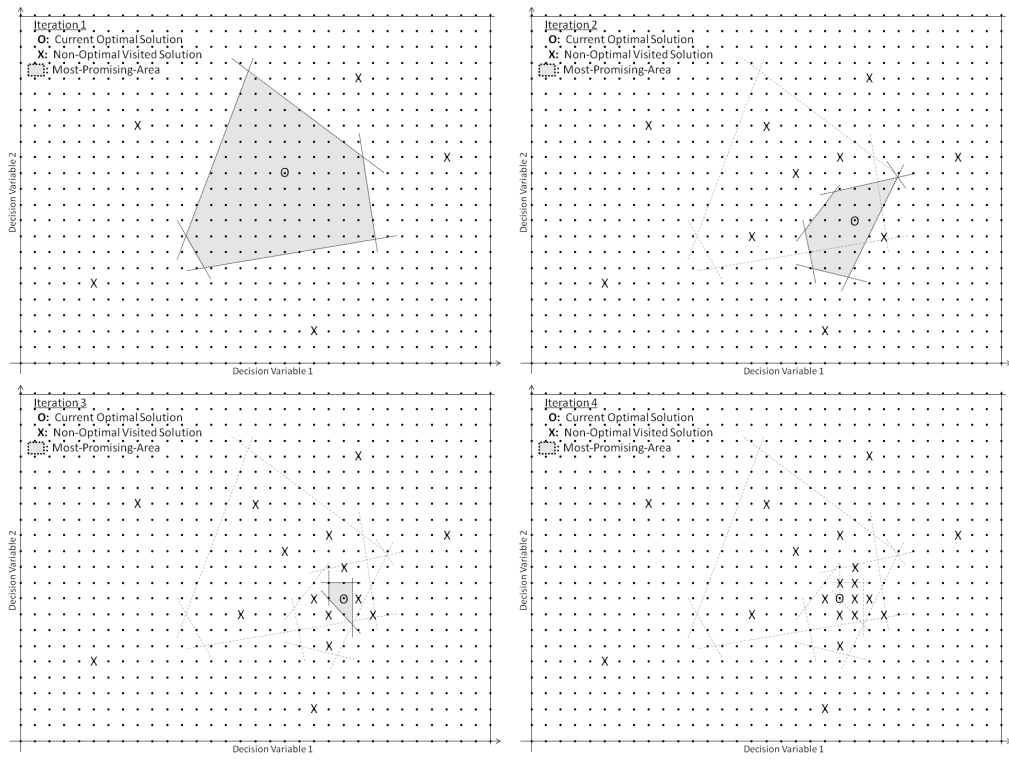 Iteration 1
O: Current Optimal Solution
X: Non-Optimal Visited Solution
: Most-Promising-Area
X
X
X
O
X
X
Decision Variable 2
Decision Variable 1
Iteration 2
O: Current Optimal Solution
X: Non-Optimal Visited Solution
: Most-Promising-Area
X
X X
X X
X
O
X X
X
X
Decision Variable 2
Decision Variable 1
Iteration 3
O: Current Optimal Solution
X: Non-Optimal Visited Solution
: Most-Promising-Area
X
X X
X X
X
X
X O X
X X X
X
X
X
Decision Variable 2
Decision Variable 1
Iteration 4
O: Current Optimal Solution
X: Non-Optimal Visited Solution
: Most-Promising-Area
X
X X
X X
X
X
X X
X O X X
X X X X
X
X
X
Decision Variable 2
Decision Variable 1